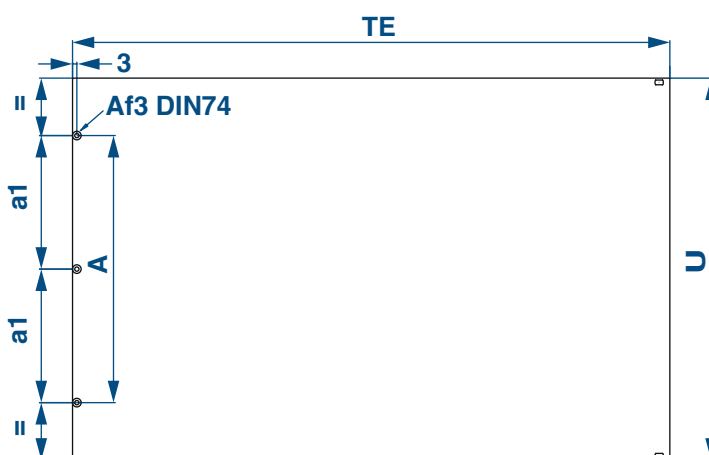 TE
3
=
Af3 DIN74
a1
A
U
a1
=